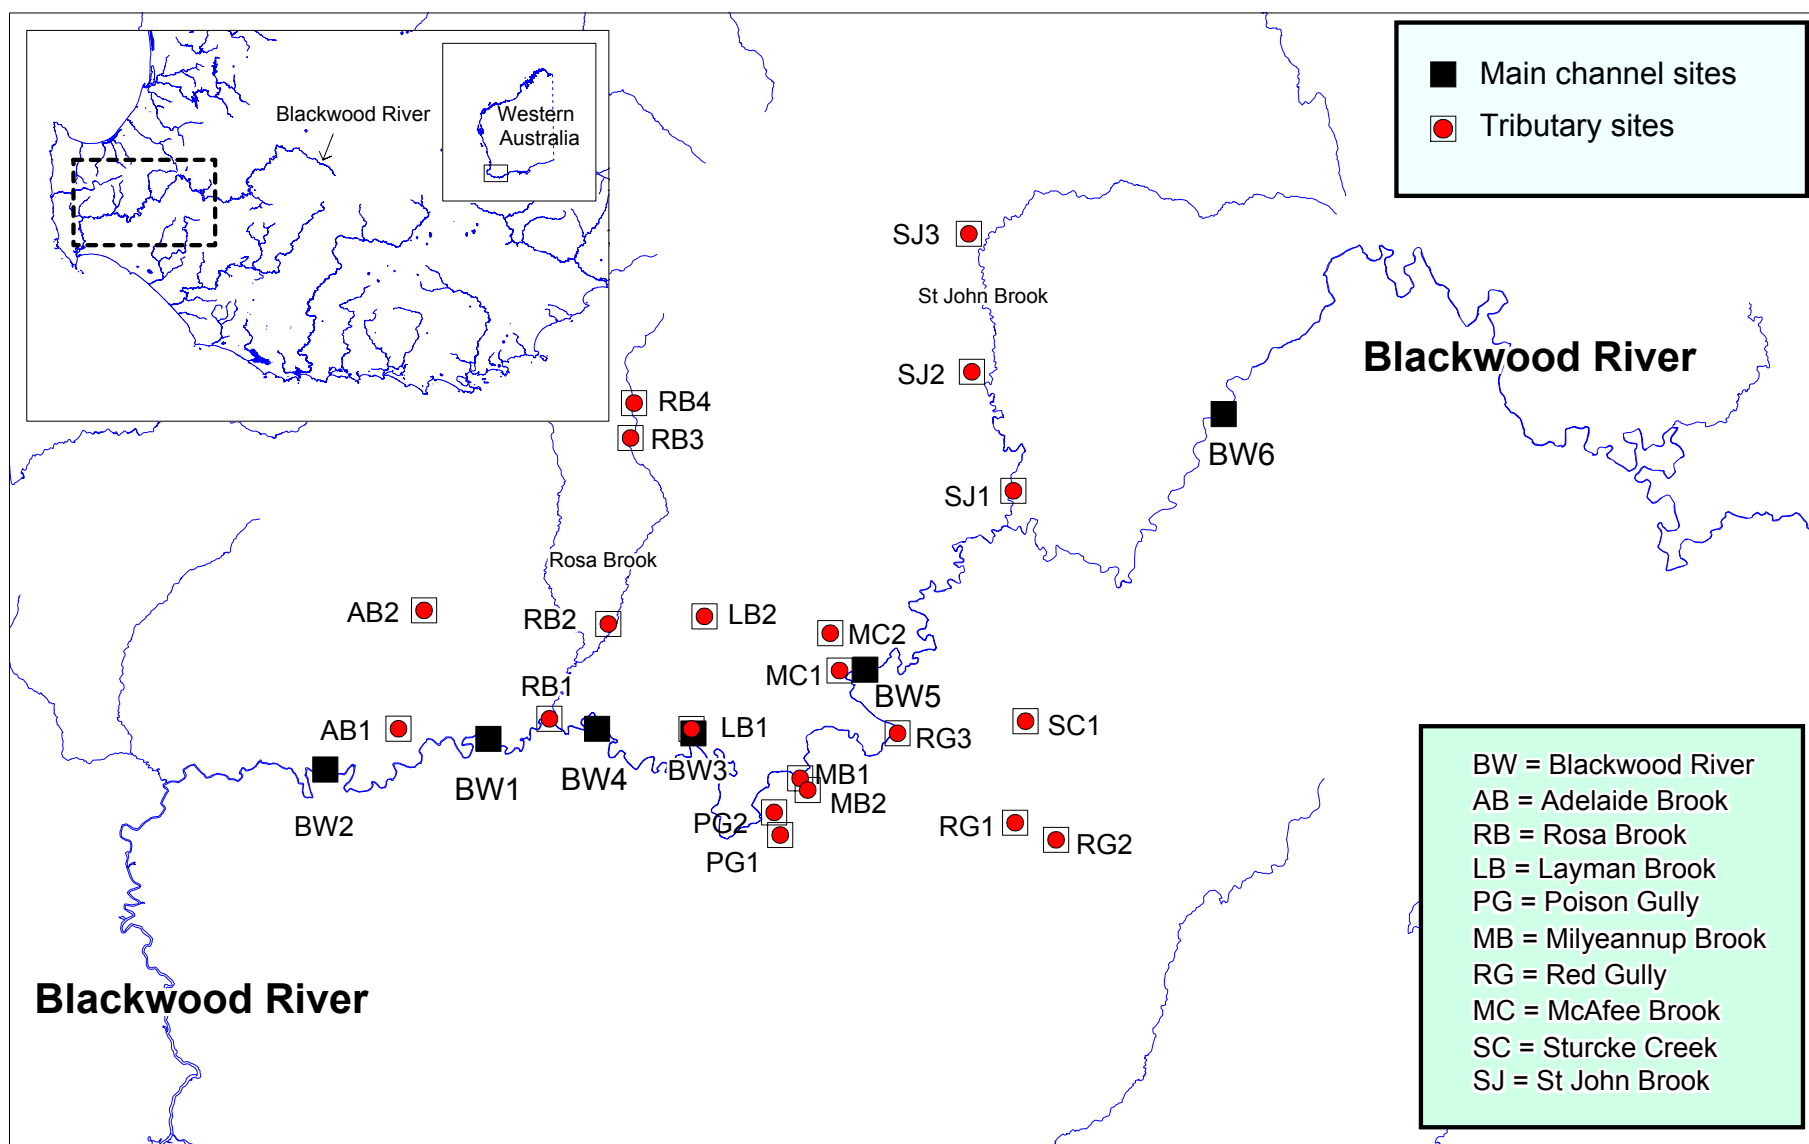 Blackwood River
Western
Australia
Main channel sites
Tributary sites
SJ3
St John Brook
Blackwood River
SJ2
RB4
RB3
BW6
SJ1
Rosa Brook
AB2
RB2
LB2
MC2
MC1
BW5
RB1
AB1
LB1
SC1
RG3
BW1
BW4
BW3
MB1
MB2
BW2
PG2
PG1
RG1
RG2
Blackwood River
BW = Blackwood River
AB = Adelaide Brook
RB = Rosa Brook
LB = Layman Brook
PG = Poison Gully
MB = Milyeannup Brook
RG = Red Gully
MC = McAfee Brook
SC = Sturcke Creek
SJ = St John Brook